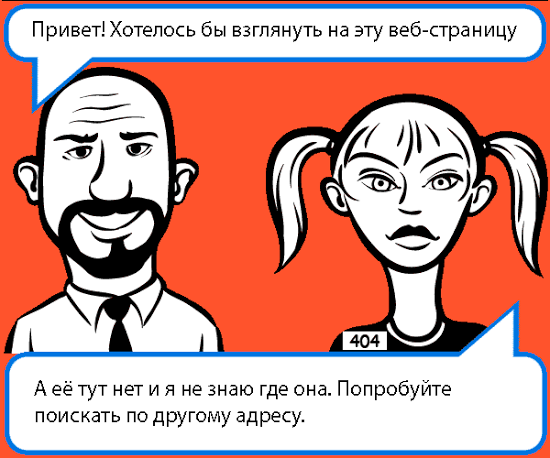 Привет! Хотелось бы взглянуть на эту веб-страницу
404
А её тут нет и я не знаю где она. Попробуйте
поискать по другому адресу.